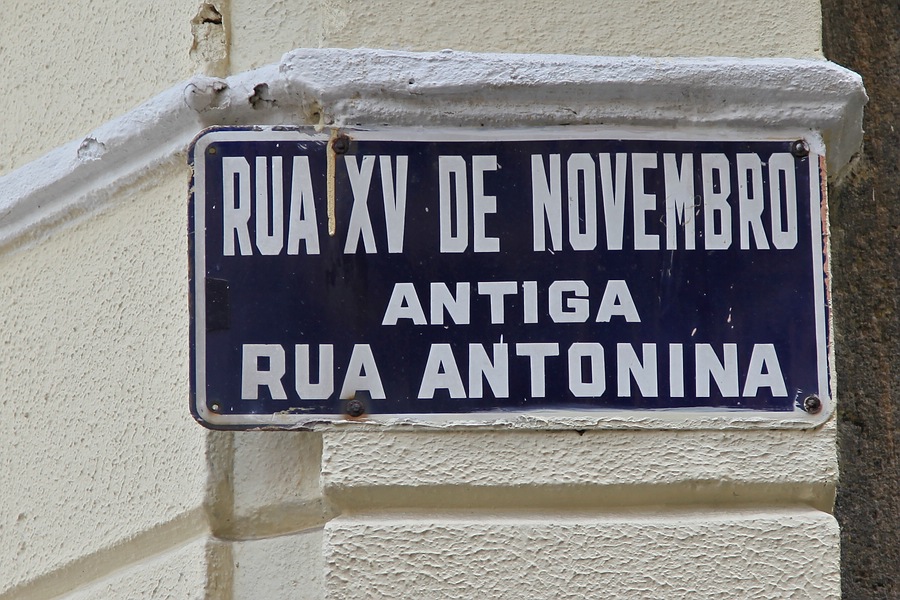 RUA XV DE NOVEMBRO
ANTIGA
RUA ANTONINA